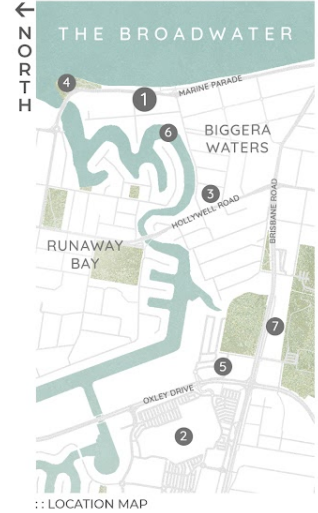 NORTH
THE BROADWATER
4
1
MARINE PARADE
6
BIGGERA
WATERS
3
HOLLYWELL ROAD
BRISBANE ROAD
RUNAWAY
BAY
7
5
OXLEY DRIVE
2
:: LOCATION MAP